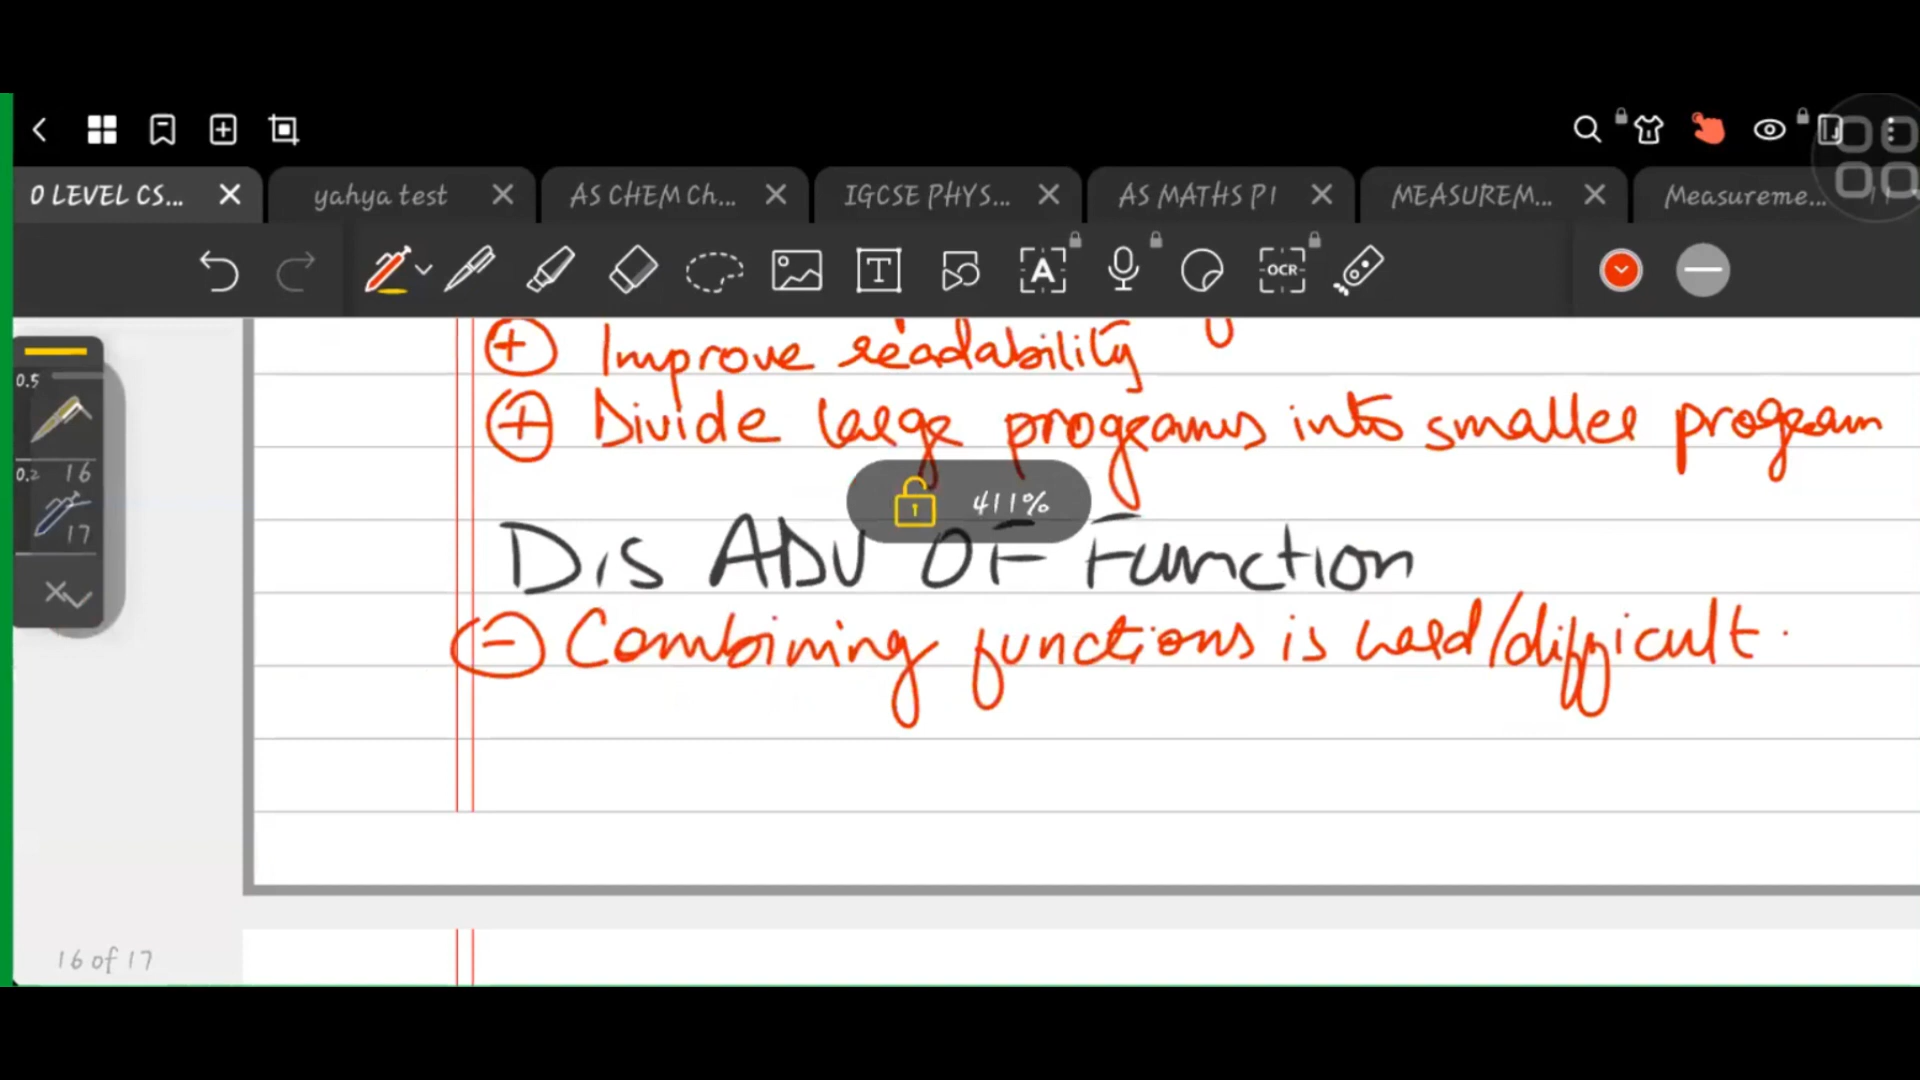 0 LEVEL CS...
yahya test
AS CHEM Ch...
IGCSE PHYS...
AS MATHS P1
MEASUREM...
Measureme...
OCR
⊕ Improve readability
0.5
⊕ Divide large programs into smaller program
0.2 16
411%
17
Dis ADV OF Function
⊖ Combining functions is hard/difficult.
16 of 17